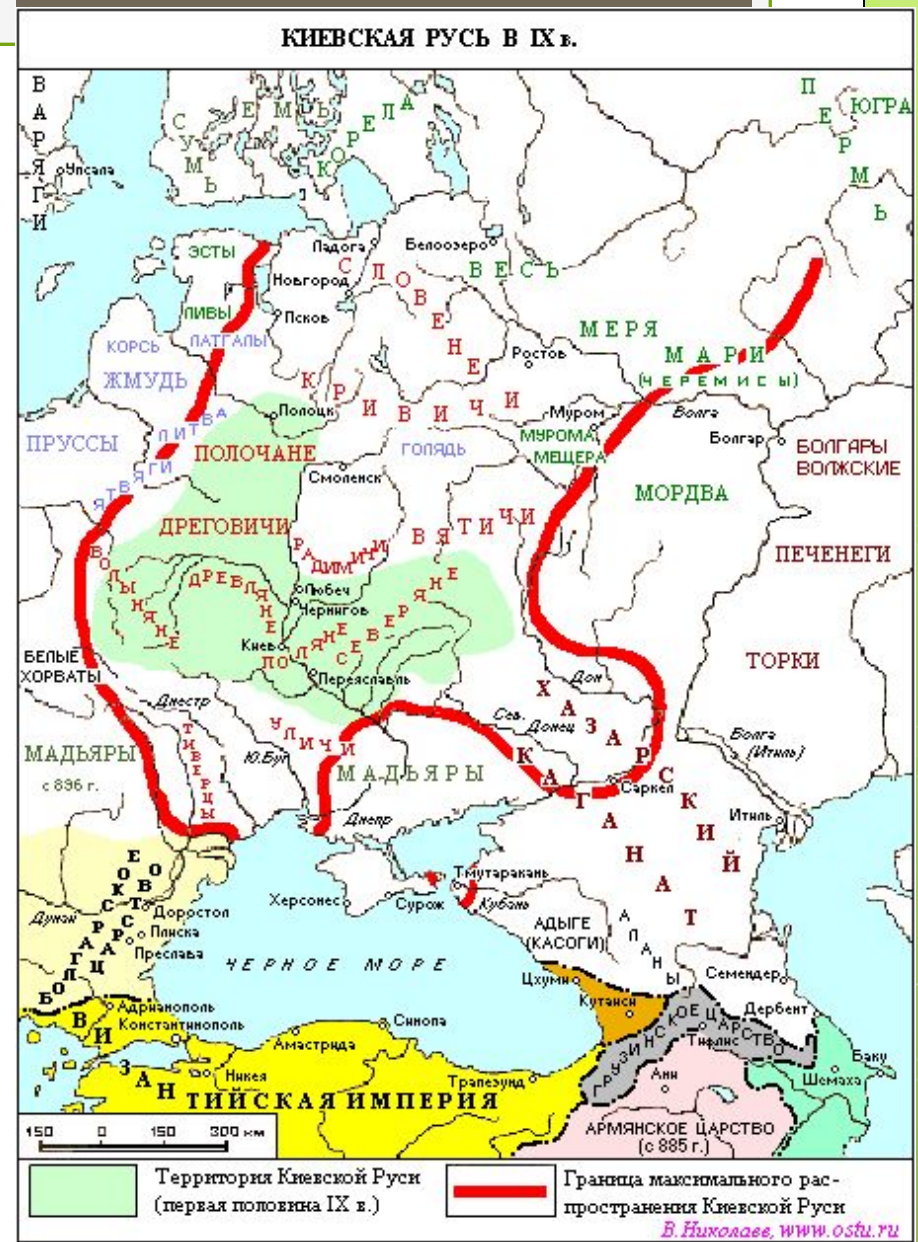 КИЕВСКАЯ РУСЬ В IX в.
ВАРЯГИ
СУМЬ
ЕМЬ
КОРЕЛА
ПЕРМЬ
ЮГРА
Упсала
ЭСТЫ
Ладога
Белоозеро
ВЕСЬ
СЛОВЕНЕ
Новгород
ЛИВЫ
Псков
ЛАТГАЛЫ
КОРСЬ
МЕРЯ
Ростов
МАРИ
(ЧЕРЕМИСЫ)
ЖМУДЬ
КРИВИЧИ
Полоцк
Муром
Волга
ЛИТВА
ПРУССЫ
ПОЛОЧАНЕ
ГОЛЯДЬ
МУРОМА
МЕЩЕРА
Болгар
БОЛГАРЫ
ВОЛЖСКИЕ
ЯТВЯГИ
Смоленск
МОРДВА
ДРЕГОВИЧИ
ВЯТИЧИ
РАДИМИЧИ
ПЕЧЕНЕГИ
ВОЛЫНЯНЕ
ДРЕВЛЯНЕ
Любеч
Чернигов
СЕВЕРЯНЕ
Киев
ПОЛЯНЕ
Переяславль
БЕЛЫЕ
ХОРВАТЫ
ТОРКИ
Дон
Днестр
ТИВЕРЦЫ
УЛИЧИ
Сев.
Донец
ХАЗАРСКИЙ
КАГАНАТ
Волга
(Итиль)
МАДЬЯРЫ
с 896 г.
Ю.Буг
МАДЬЯРЫ
Саркел
Днепр
Итиль
БОЛГАРСКОЕ
ЦАРСТВО
Дунай
Доростол
Плиска
Преслава
Херсонес
Сурож
Тмутаракань
Кубань
АДЫГЕ
(КАСОГИ)
АЛАНЫ
ЧЕРНОЕ МОРЕ
Семендер
Цхуми
Кутаиси
Дербент
Адрианополь
Константинополь
Синопа
Амастрида
ГРУЗИНСКОЕ ЦАРСТВО
Тифлис
Баку
Шемаха
Никея
Трапезунд
Ани
ВИЗАНТИЙСКАЯ ИМПЕРИЯ
АРМЯНСКОЕ ЦАРСТВО
(с 885 г.)
150 0 150 300 км
Территория Киевской Руси
(первая половина IX в.)
Граница максимального рас-
пространения Киевской Руси
В.Николаев, www.ostu.ru